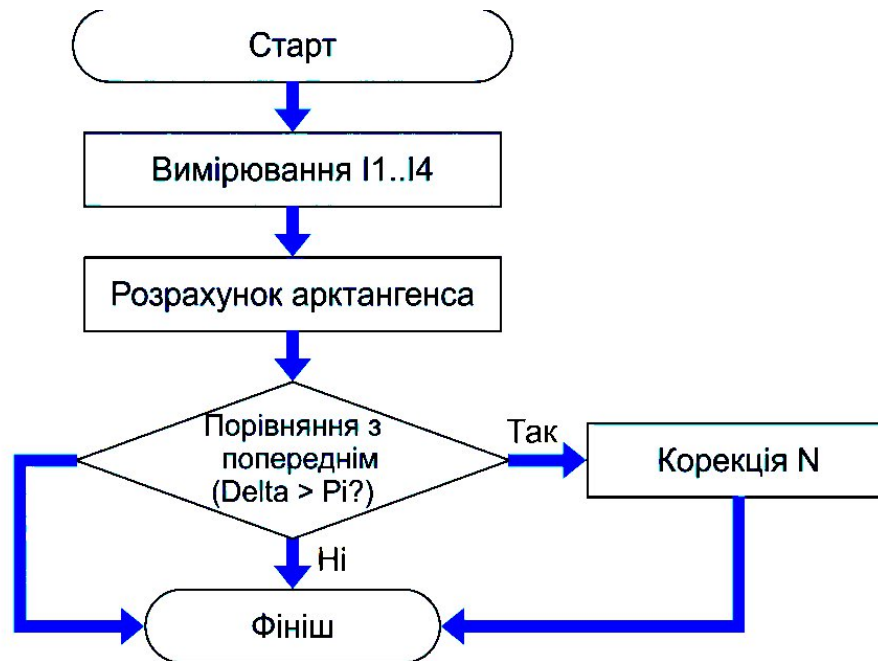 Старт
Вимірювання I1..I4
Розрахунок арктангенса
Порівняння з
попереднім
(Delta > Pi?)
Так
Корекція N
Ні
Фініш